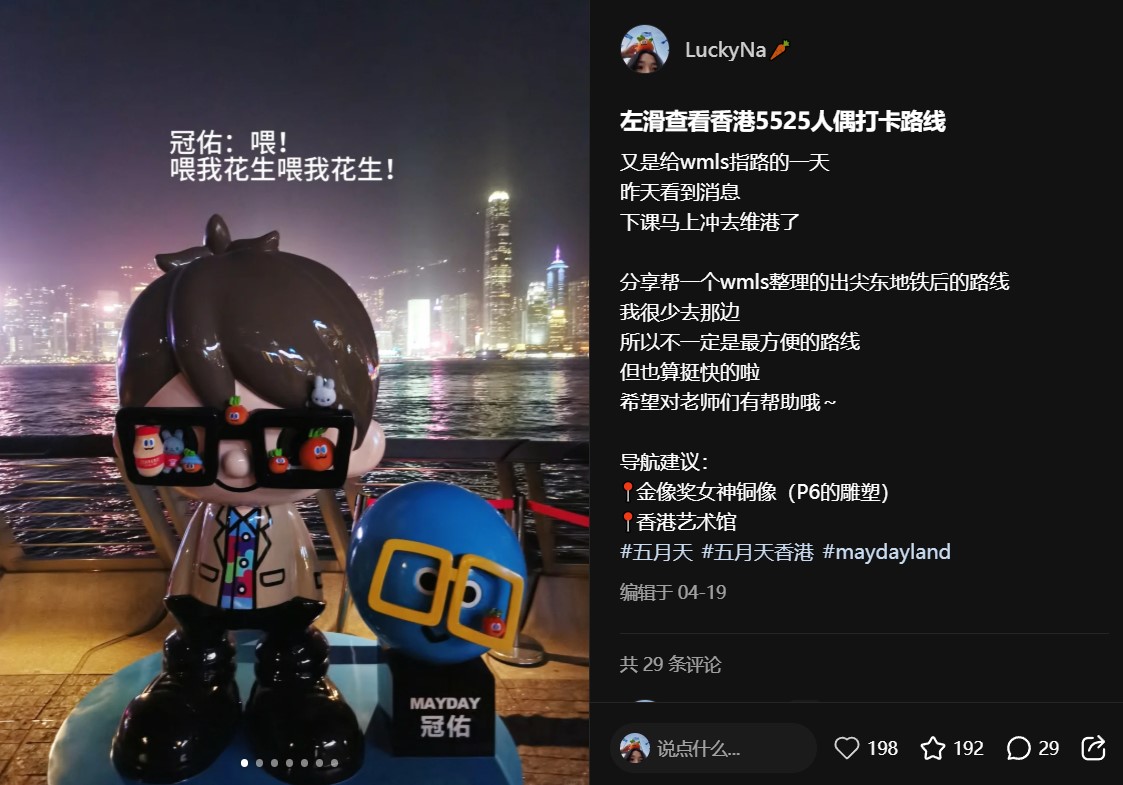 冠佑：喂！
喂我花生喂我花生！
MAYDAY
冠佑
LuckyNa🥕
左滑查看香港5525人偶打卡路线
又是给wmls指路的一天
昨天看到消息
下课马上冲去维港了
分享帮一个wmls整理的出尖东地铁后的路线
我很少去那边
所以不一定是最方便的路线
但也算挺快的啦
希望对老师们有帮助哦～
导航建议：
📍金像奖女神铜像（P6的雕塑）
📍香港艺术馆
#五月天 #五月天香港 #maydayland
编辑于 04-19
共 29 条评论
说点什么...
198
192
29